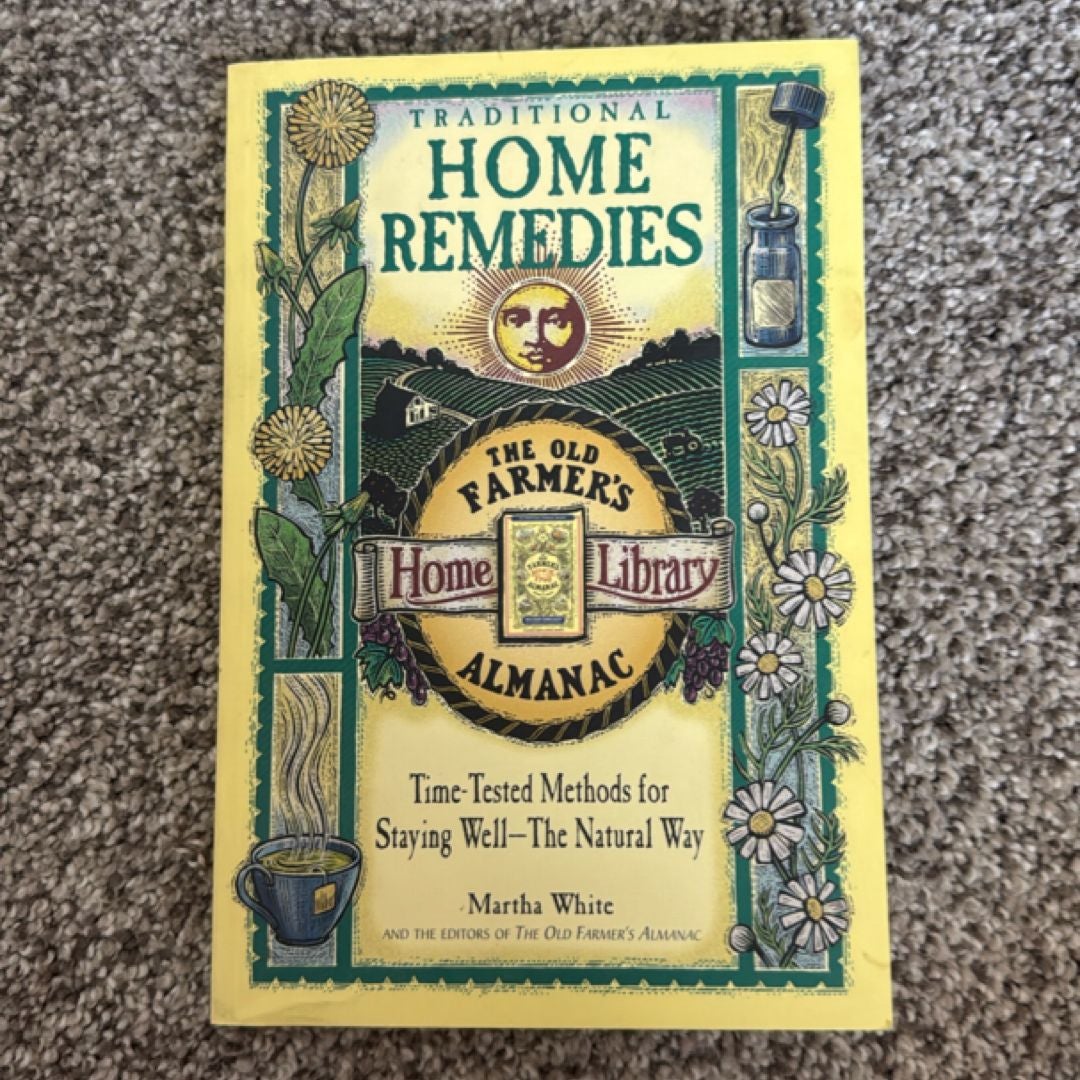 TRADITIONAL
HOME
REMEDIES
THE OLD
FARMER'S
Home Library
ALMANAC
Time-Tested Methods for
Staying Well—The Natural Way
Martha White
AND THE EDITORS OF THE OLD FARMER'S ALMANAC